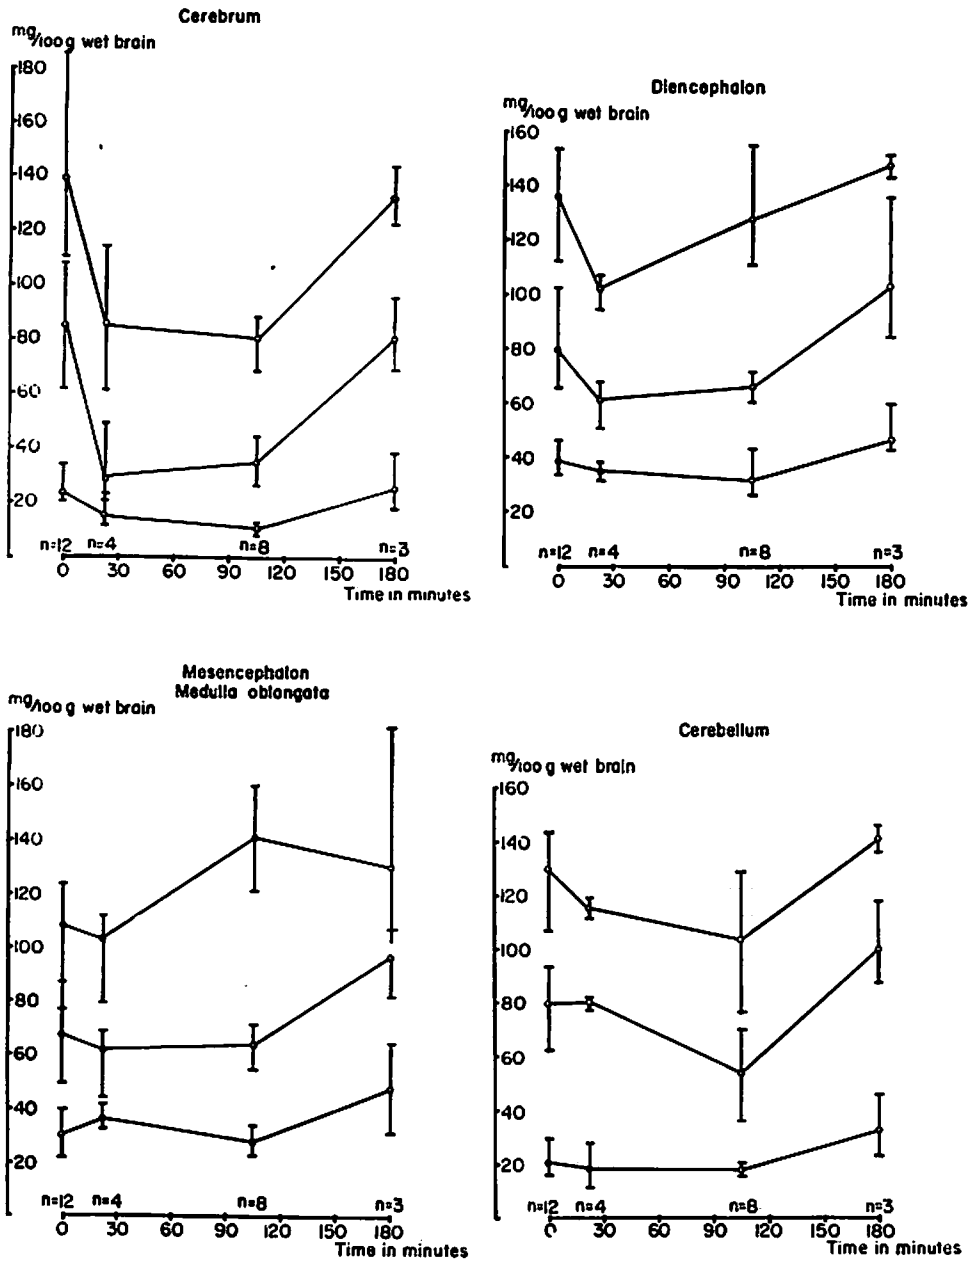 Cerebrum
mg/100 g wet brain
180
160
140
120
100
80
60
40
20
n=12 n=4 n=8 n=3
0 30 60 90 120 150 180
Time in minutes
Diencephalon
mg/100 g wet brain
160
140
120
100
80
60
40
20
n=12 n=4 n=8 n=3
0 30 60 90 120 150 180
Time in minutes
Mesencephalon
Medulla oblongata
mg/100 g wet brain
180
160
140
120
100
80
60
40
20
n=12 n=4 n=8 n=3
0 30 60 90 120 150 180
Time in minutes
Cerebellum
mg/100 g wet brain
160
140
120
100
80
60
40
20
n=12 n=4 n=8 n=3
0 30 60 90 120 150 180
Time in minutes